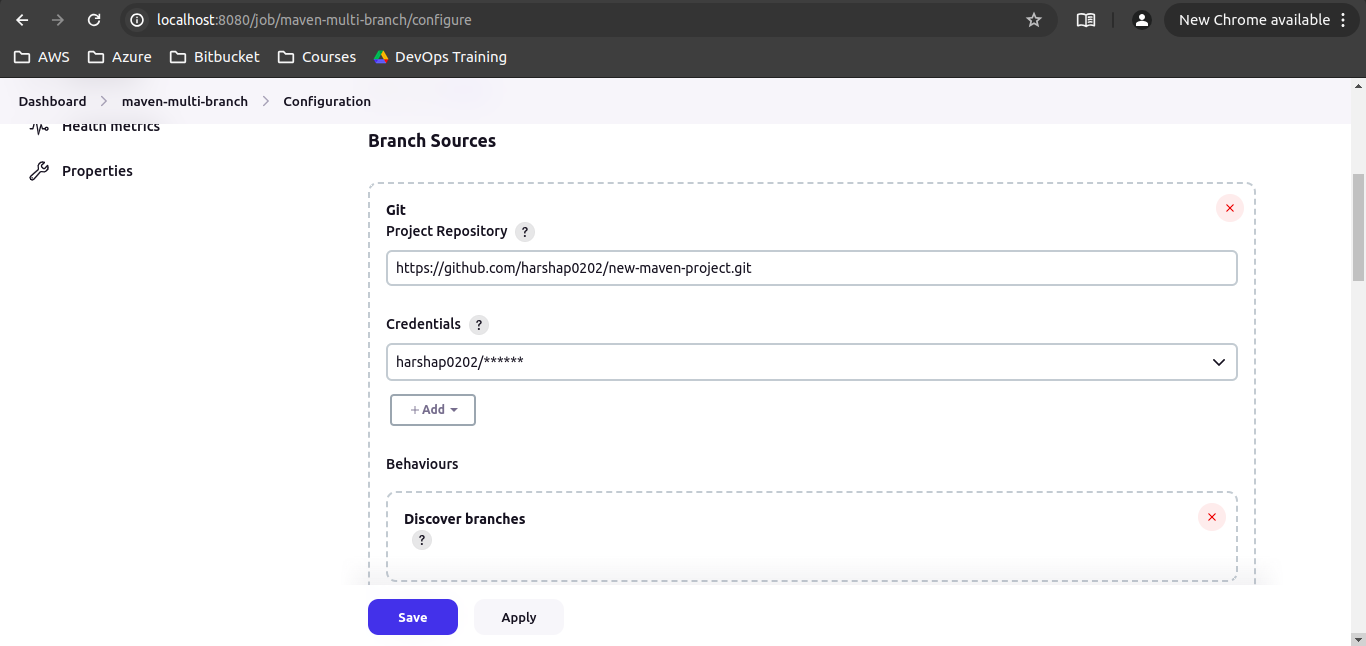 localhost:8080/job/maven-multi-branch/configure
New Chrome available
AWS
Azure
Bitbucket
Courses
DevOps Training
Dashboard
maven-multi-branch
Configuration
Health metrics
Properties
Branch Sources
Git
Project Repository ?
https://github.com/harshap0202/new-maven-project.git
Credentials ?
harshap0202/******
+ Add
Behaviours
Discover branches
?
Save
Apply